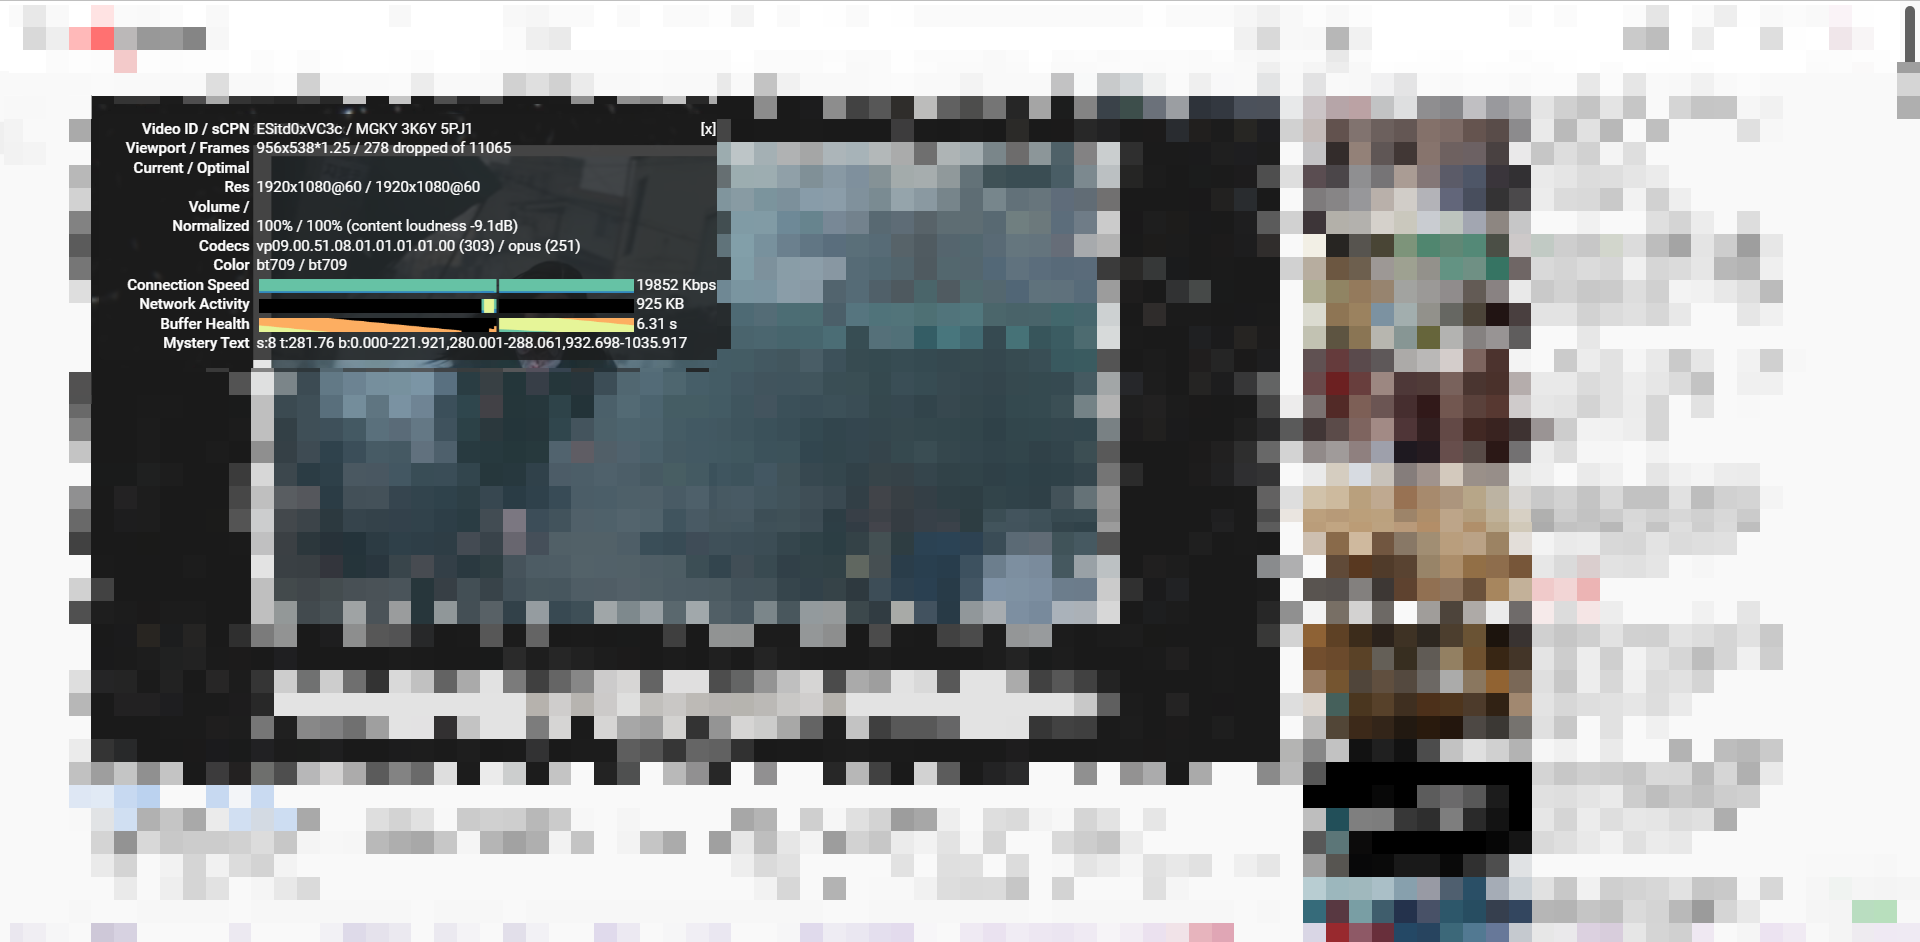 Video ID / sCPN ESitd0xVC3c / MGKY 3K6Y 5PJ1 [x]
Viewport / Frames 956x538*1.25 / 278 dropped of 11065
Current / Optimal
Res 1920x1080@60 / 1920x1080@60
Volume /
Normalized 100% / 100% (content loudness -9.1dB)
Codecs vp09.00.51.08.01.01.01.01.00 (303) / opus (251)
Color bt709 / bt709
Connection Speed 19852 Kbps
Network Activity 925 KB
Buffer Health 6.31 s
Mystery Text s:8 t:281.76 b:0.000-221.921,280.001-288.061,932.698-1035.917